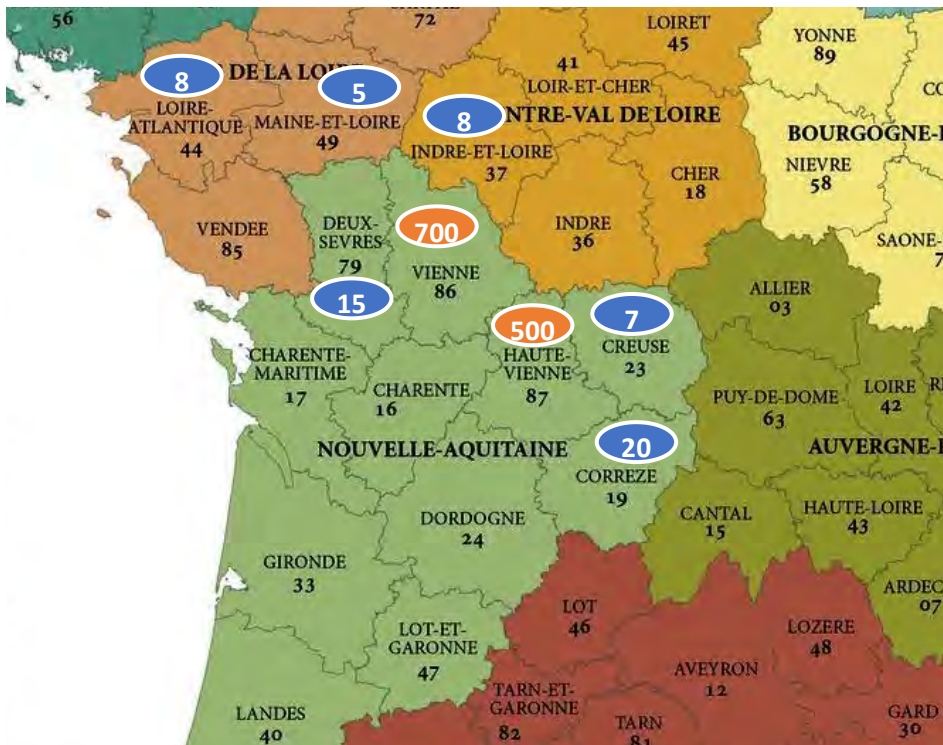 56
72
LOIRET
45
YONNE
89
41
8
DE LA LOIRE
5
LOIR-ET-CHER
LOIRE-
ATLANTIQUE
44
MAINE-ET-LOIRE
49
8
NTRE-VAL DE LOIRE
BOURGOGNE-
INDRE-ET-LOIRE
37
CHER
18
NIEVRE
58
VENDEE
85
DEUX-
SEVRES
79
700
VIENNE
86
INDRE
36
SAONE-
7
ALLIER
03
15
500
7
CHARENTE-
MARITIME
17
HAUTE-
VIENNE
87
CREUSE
23
CHARENTE
16
PUY-DE-DOME
63
LOIRE
42
NOUVELLE-AQUITAINE
20
AUVERGNE-
CORREZE
19
DORDOGNE
24
CANTAL
15
HAUTE-LOIRE
43
GIRONDE
33
ARDEC
07
LOT-ET-
GARONNE
47
LOT
46
LOZERE
48
AVEYRON
12
LANDES
40
TARN-ET-
GARONNE
82
TARN
81
GARD
30